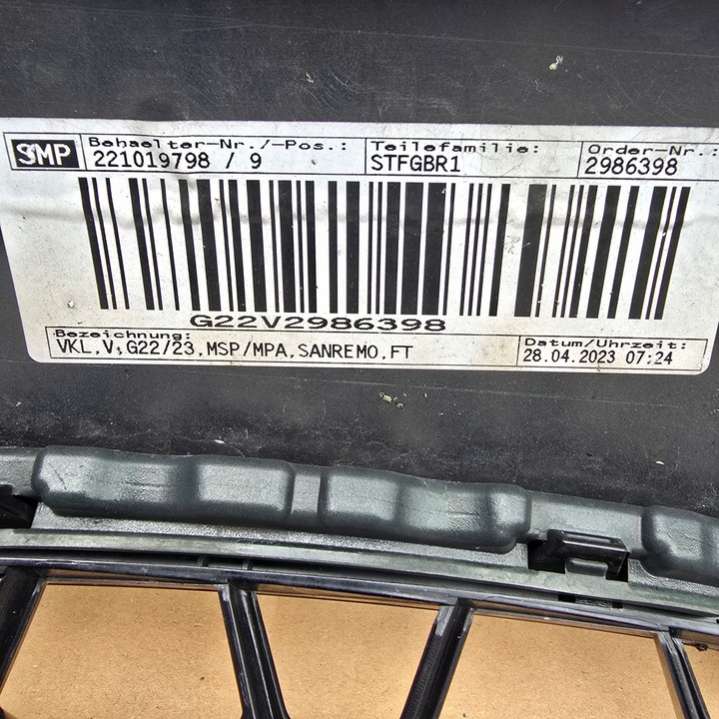 SMP
Behaelter-Nr./-Pos.: Teilefamilie: Order-Nr.:
221019798 / 9 STFGBR1 2986398
G22V2986398
Bezeichnung: Datum/Uhrzeit:
VKL,V,G22/23,MSP/MPA,SANREMO,FT 28.04.2023 07:24